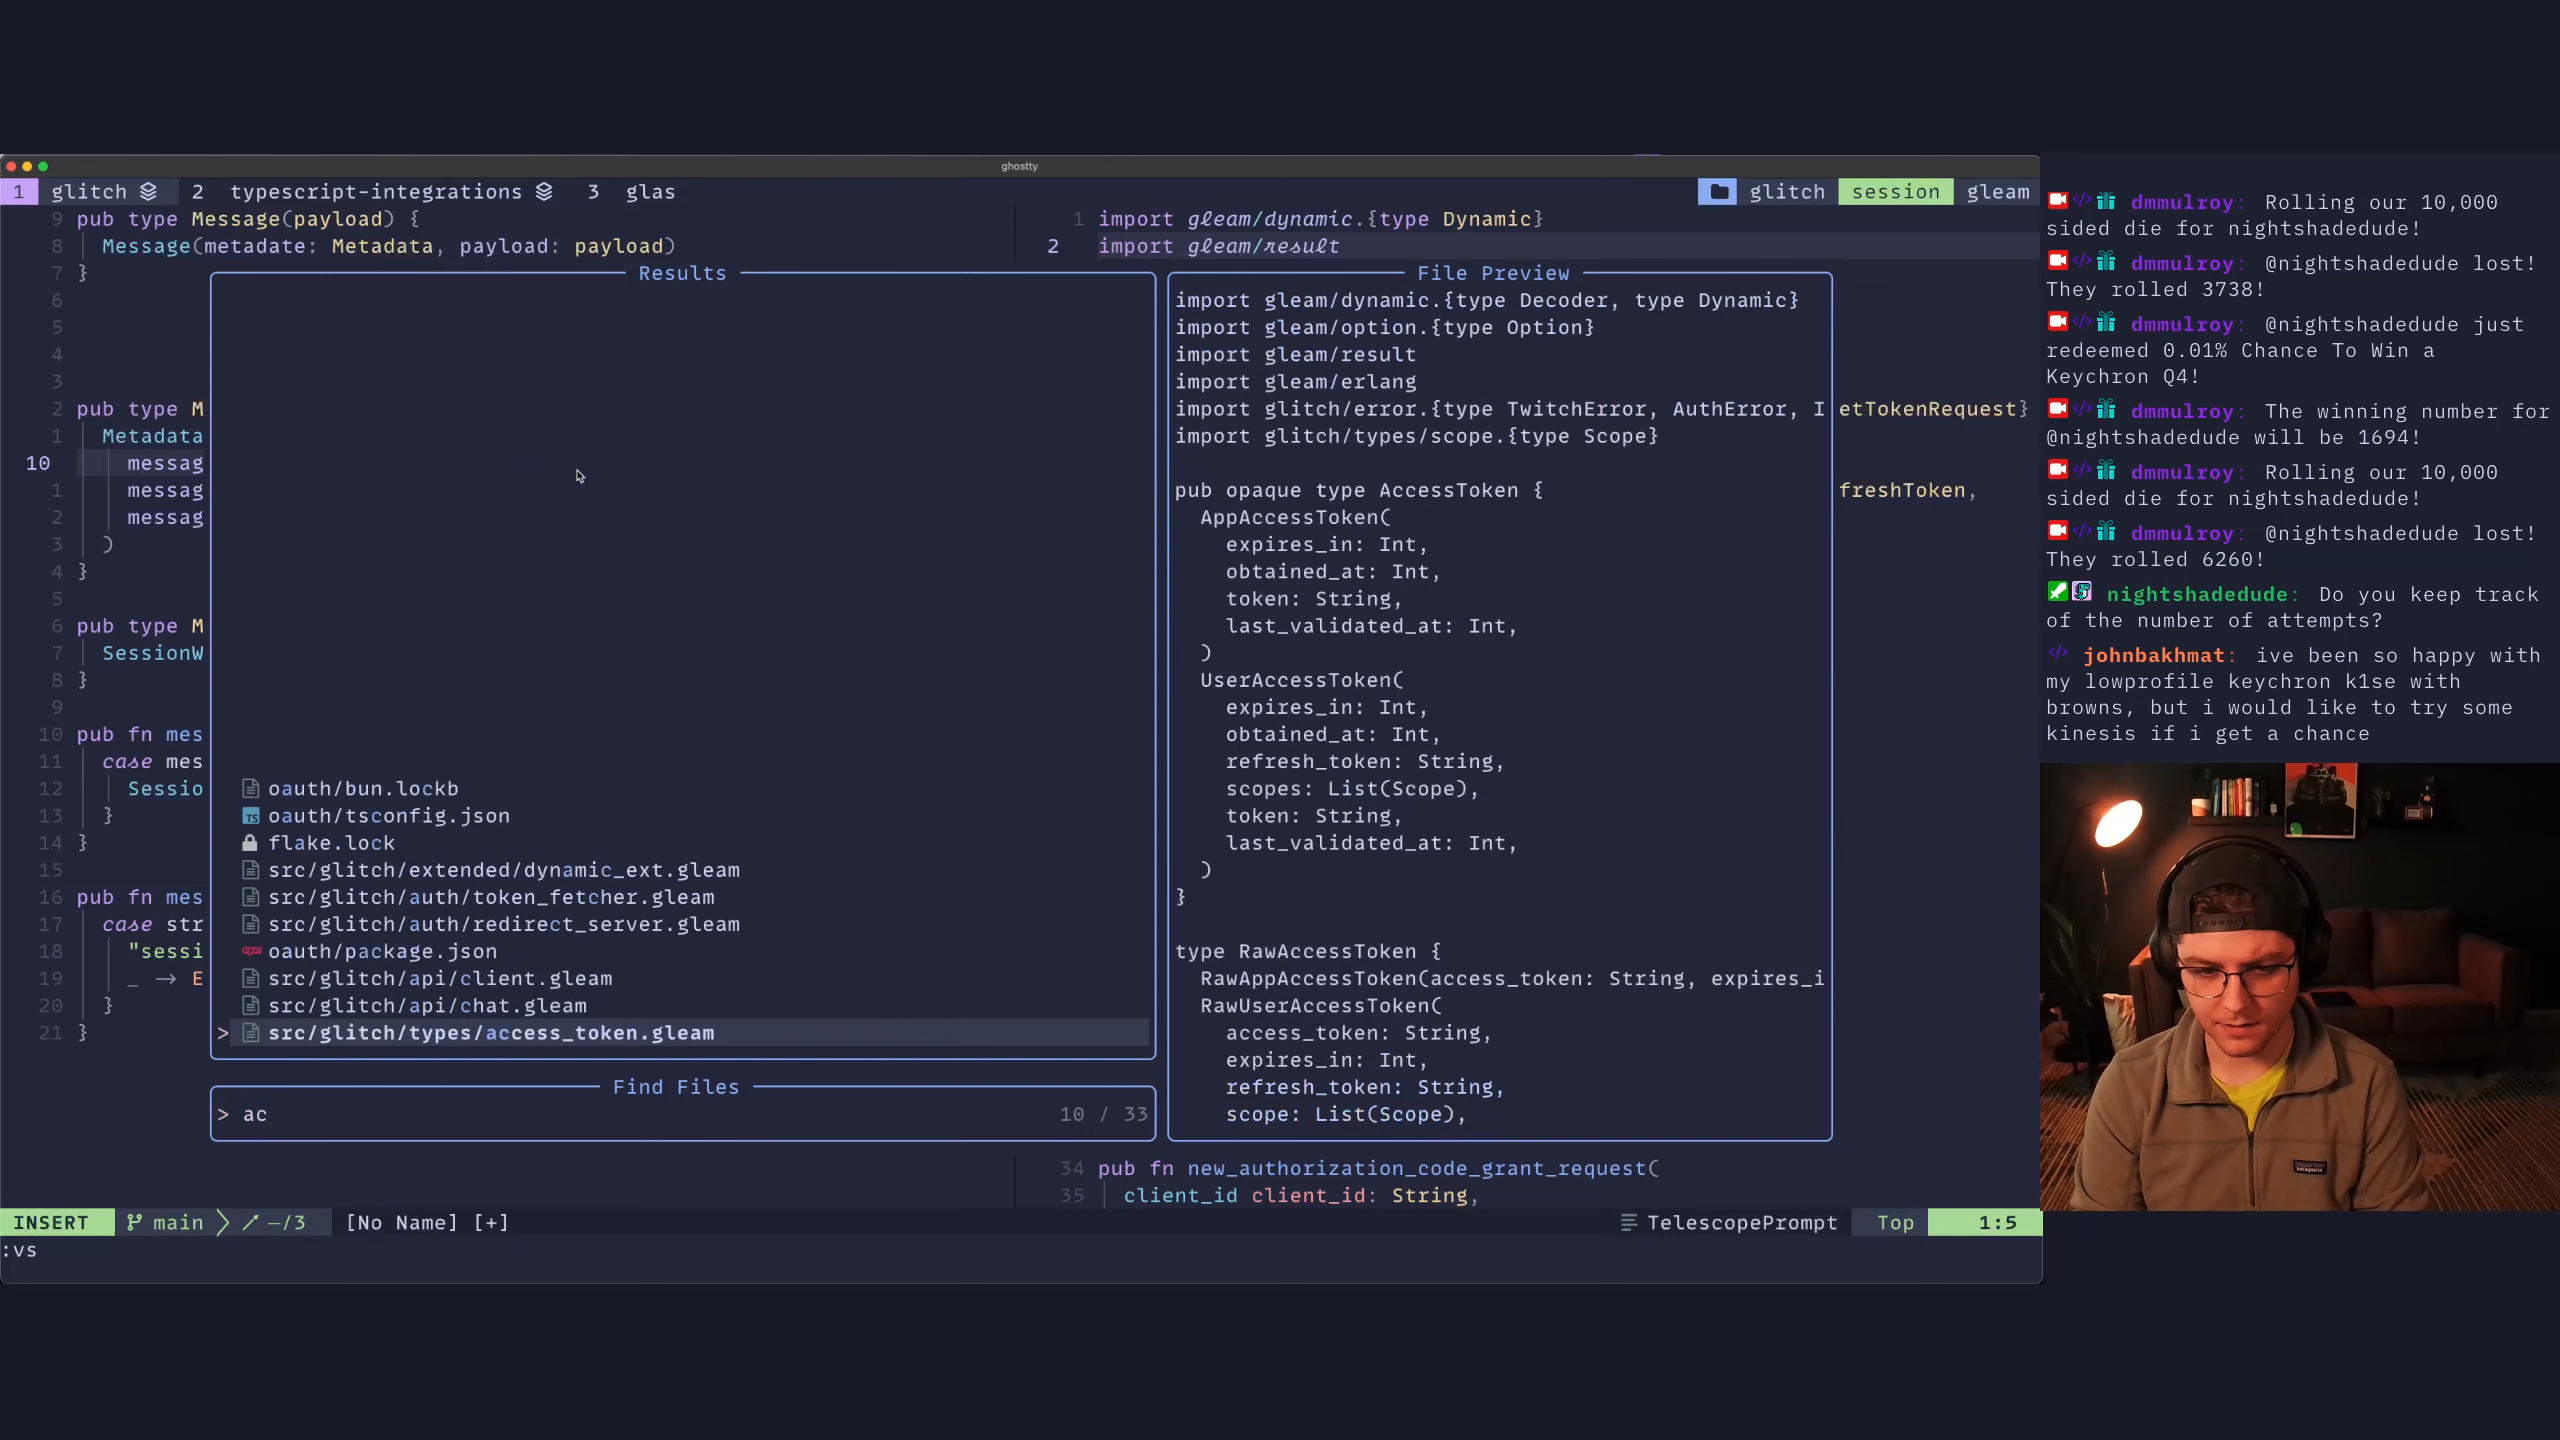 ghostty
1 glitch 2 typescript-integrations 3 glas
glitch session gleam
9 pub type Message(payload) {
8 Message(metadate: Metadata, payload: payload)
7 }
6
5
4
3
2 pub type M
1 Metadata
10 messag
1 messag
2 messag
3 )
4 }
5
6 pub type M
7 SessionW
8 }
9
10 pub fn mes
11 case mes
12 Sessio
13 }
14 }
15
16 pub fn mes
17 case str
18 "sessi
19 _ → E
20 }
21 }
1 import gleam/dynamic.{type Dynamic}
2 import gleam/result
etTokenRequest}
freshToken,
34 pub fn new_authorization_code_grant_request(
35 client_id client_id: String,
Results
oauth/bun.lockb
TS oauth/tsconfig.json
flake.lock
src/glitch/extended/dynamic_ext.gleam
src/glitch/auth/token_fetcher.gleam
src/glitch/auth/redirect_server.gleam
oauth/package.json
src/glitch/api/client.gleam
src/glitch/api/chat.gleam
> src/glitch/types/access_token.gleam
Find Files
> ac 10 / 33
File Preview
import gleam/dynamic.{type Decoder, type Dynamic}
import gleam/option.{type Option}
import gleam/result
import gleam/erlang
import glitch/error.{type TwitchError, AuthError, I
import glitch/types/scope.{type Scope}
pub opaque type AccessToken {
AppAccessToken(
expires_in: Int,
obtained_at: Int,
token: String,
last_validated_at: Int,
)
UserAccessToken(
expires_in: Int,
obtained_at: Int,
refresh_token: String,
scopes: List(Scope),
token: String,
last_validated_at: Int,
)
}
type RawAccessToken {
RawAppAccessToken(access_token: String, expires_i
RawUserAccessToken(
access_token: String,
expires_in: Int,
refresh_token: String,
scope: List(Scope),
INSERT main –/3 [No Name] [+] TelescopePrompt Top 1:5
:vs
dmmulroy: Rolling our 10,000
sided die for nightshadedude!
dmmulroy: @nightshadedude lost!
They rolled 3738!
dmmulroy: @nightshadedude just
redeemed 0.01% Chance To Win a
Keychron Q4!
dmmulroy: The winning number for
@nightshadedude will be 1694!
dmmulroy: Rolling our 10,000
sided die for nightshadedude!
dmmulroy: @nightshadedude lost!
They rolled 6260!
nightshadedude: Do you keep track
of the number of attempts?
johnbakhmat: ive been so happy with
my lowprofile keychron k1se with
browns, but i would like to try some
kinesis if i get a chance